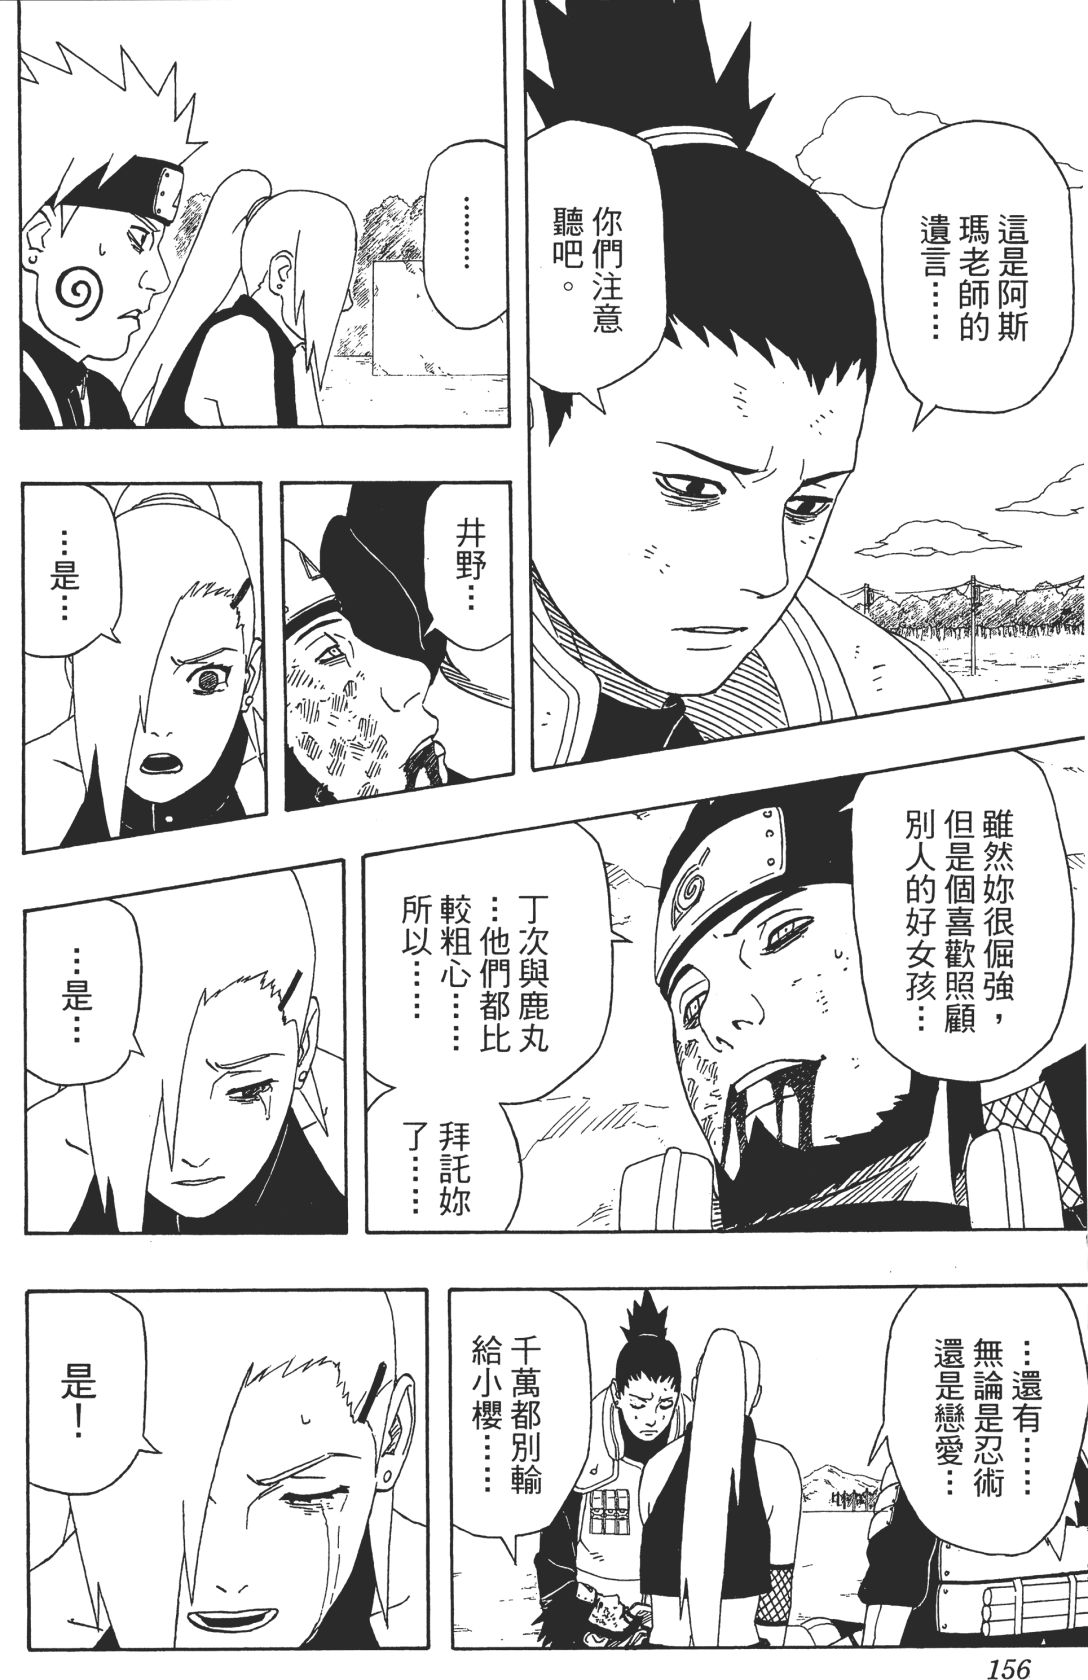 這是阿斯
瑪老師的
遺言……
你們注意
聽吧。
………
井野…
…是…
雖然妳很倔強，
但是個喜歡照顧
別人的好女孩…
丁次與鹿丸
…他們都比
較粗心……
所以……
拜託妳
了……
…是…
…還有……
無論是忍術
還是戀愛…
千萬都別輸
給小櫻……
是！
156